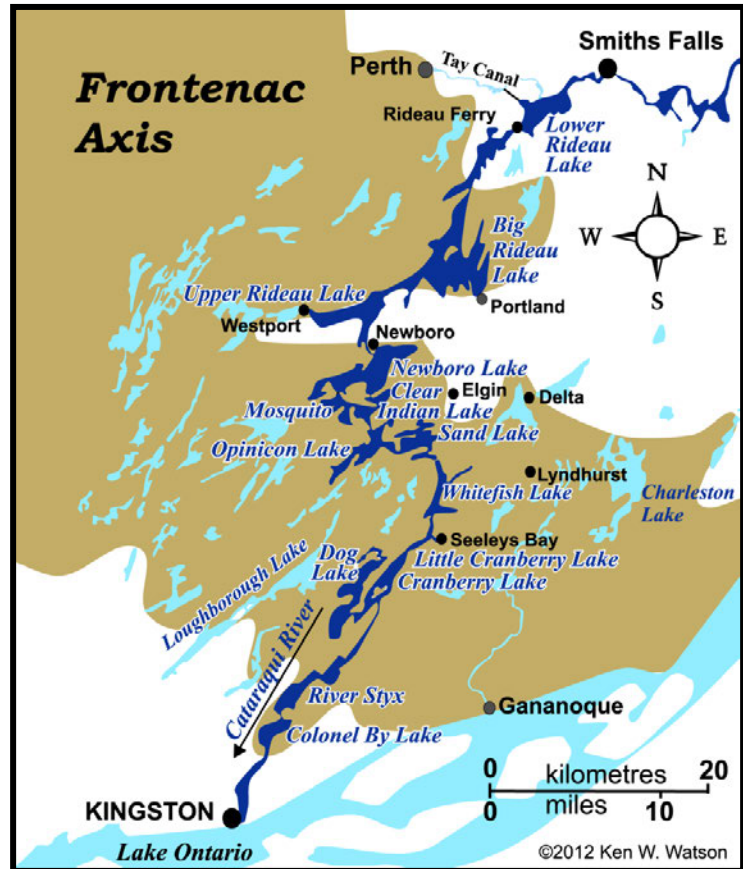 Frontenac
Axis
Smiths Falls
Perth
Tay Canal
Rideau Ferry
Lower
Rideau
Lake
N
W
E
S
Big
Rideau
Lake
Upper Rideau Lake
Westport
Portland
Newboro
Newboro Lake
Clear
Elgin
Delta
Mosquito
Indian Lake
Sand Lake
Opinicon Lake
Lyndhurst
Whitefish Lake
Charleston
Lake
Seeleys Bay
Dog
Lake
Little Cranberry Lake
Cranberry Lake
Loughborough Lake
Cataraqui River
River Styx
Gananoque
Colonel By Lake
0
20
kilometres
miles
0
10
KINGSTON
Lake Ontario
©2012 Ken W. Watson